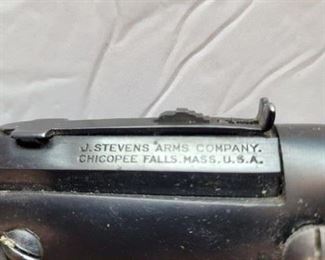 J. STEVENS ARMS COMPANY.
CHICOPEE FALLS. MASS. U.S.A.